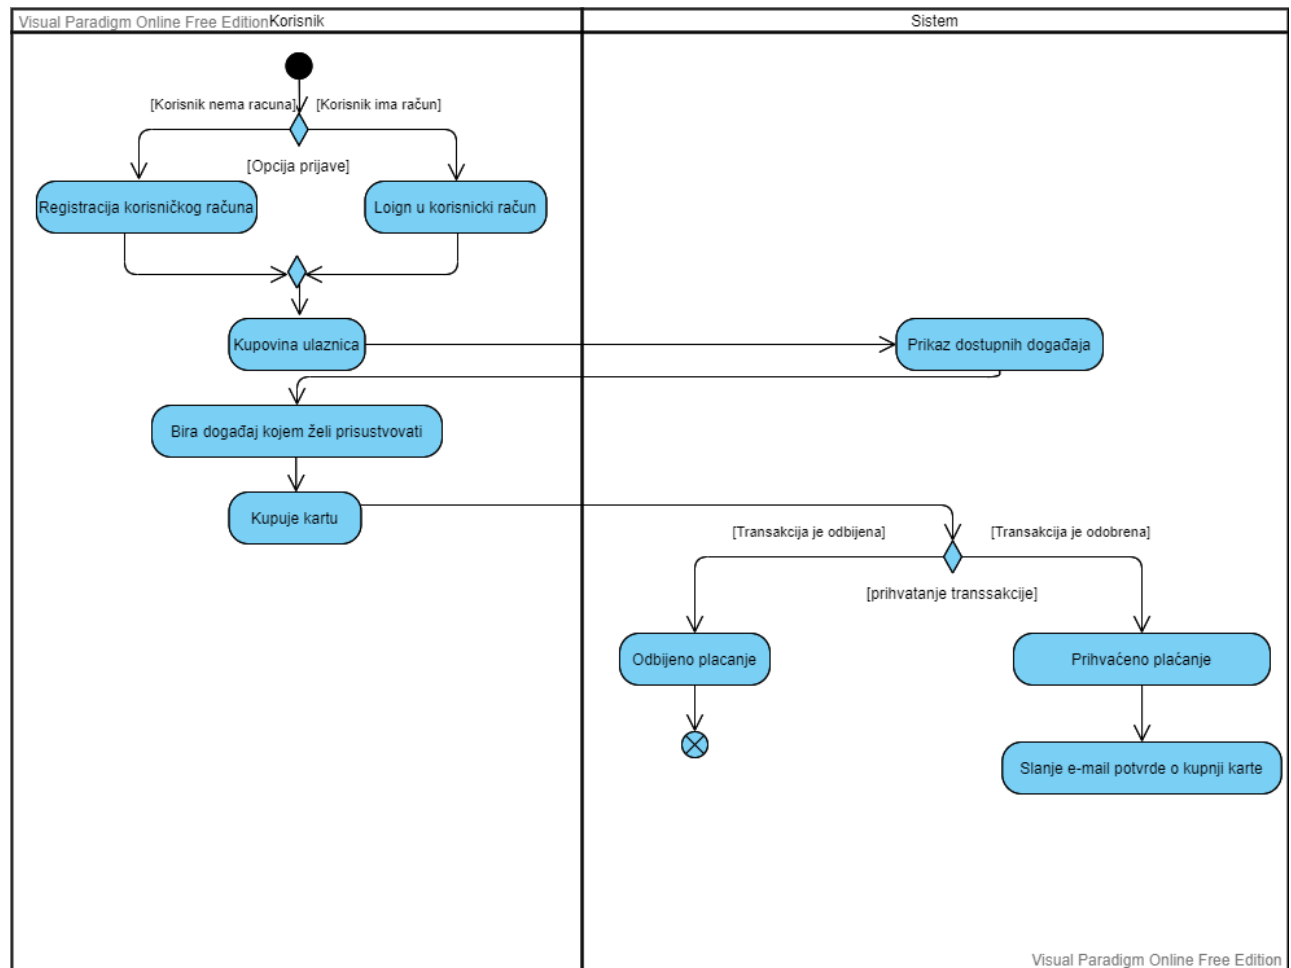 Visual Paradigm Online Free Edition
Korisnik
Sistem
[Korisnik nema racuna]
[Korisnik ima račun]
[Opcija prijave]
Registracija korisničkog računa
Loign u korisnicki račun
Kupovina ulaznica
Prikaz dostupnih događaja
Bira događaj kojem želi prisustvovati
Kupuje kartu
[Transakcija je odbijena]
[Transakcija je odobrena]
[prihvatanje transsakcije]
Odbijeno placanje
Prihvaćeno plaćanje
Slanje e-mail potvrde o kupnji karte
Visual Paradigm Online Free Edition